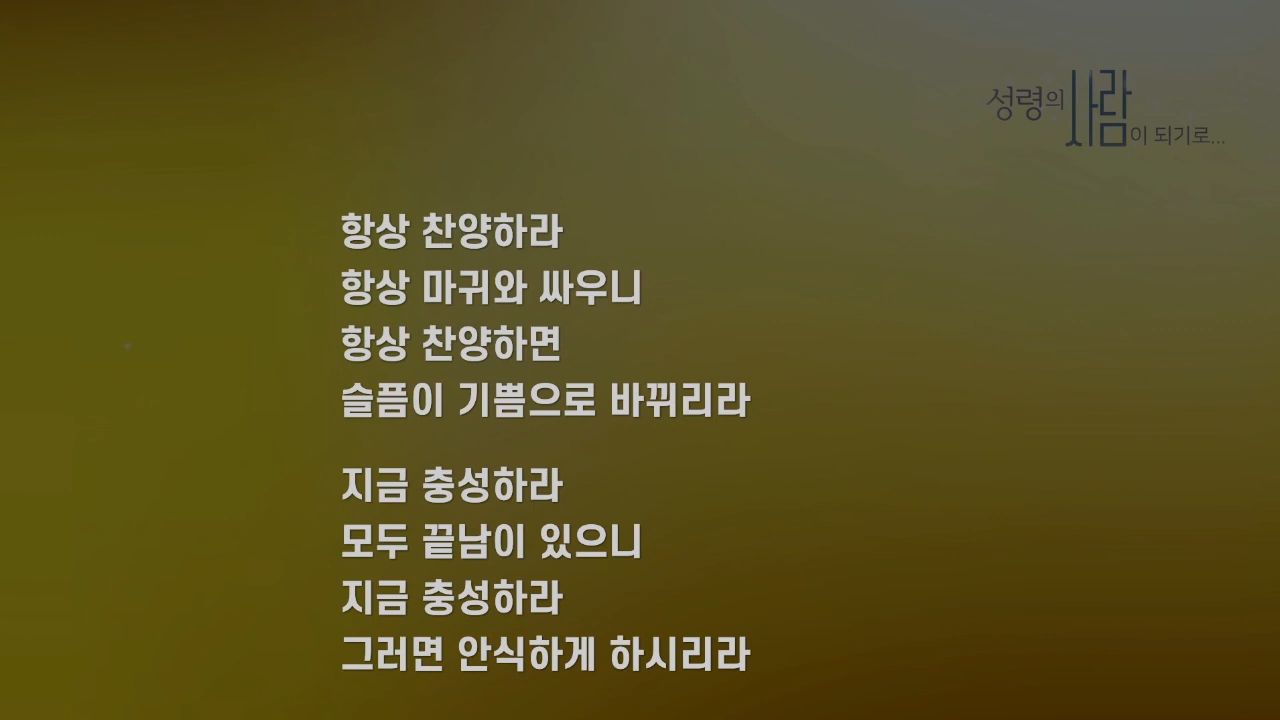 성령의 사람이 되기로...
항상 찬양하라
항상 마귀와 싸우니
항상 찬양하면
슬픔이 기쁨으로 바뀌리라
지금 충성하라
모두 끝남이 있으니
지금 충성하라
그러면 안식하게 하시리라